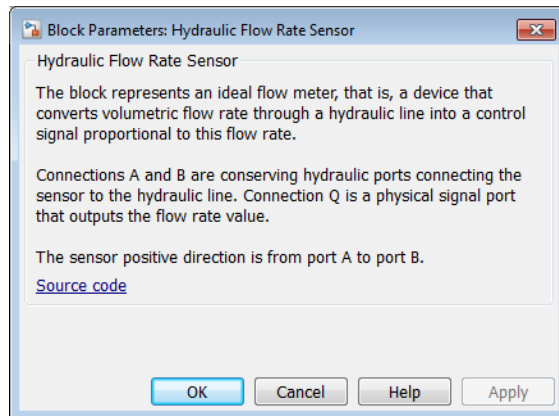 Block Parameters: Hydraulic Flow Rate Sensor
Hydraulic Flow Rate Sensor
The block represents an ideal flow meter, that is, a device that
converts volumetric flow rate through a hydraulic line into a control
signal proportional to this flow rate.
Connections A and B are conserving hydraulic ports connecting the
sensor to the hydraulic line. Connection Q is a physical signal port
that outputs the flow rate value.
The sensor positive direction is from port A to port B.
Source code
OK Cancel Help Apply